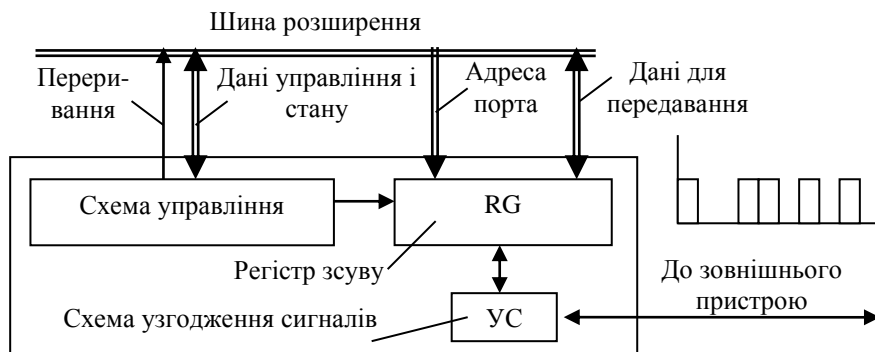 Шина розширення
Перери-
вання
Дані управління і
стану
Адреса
порта
Дані для
передавання
Схема управління
RG
Регістр зсуву
До зовнішнього
пристрою
Схема узгодження сигналів
УС